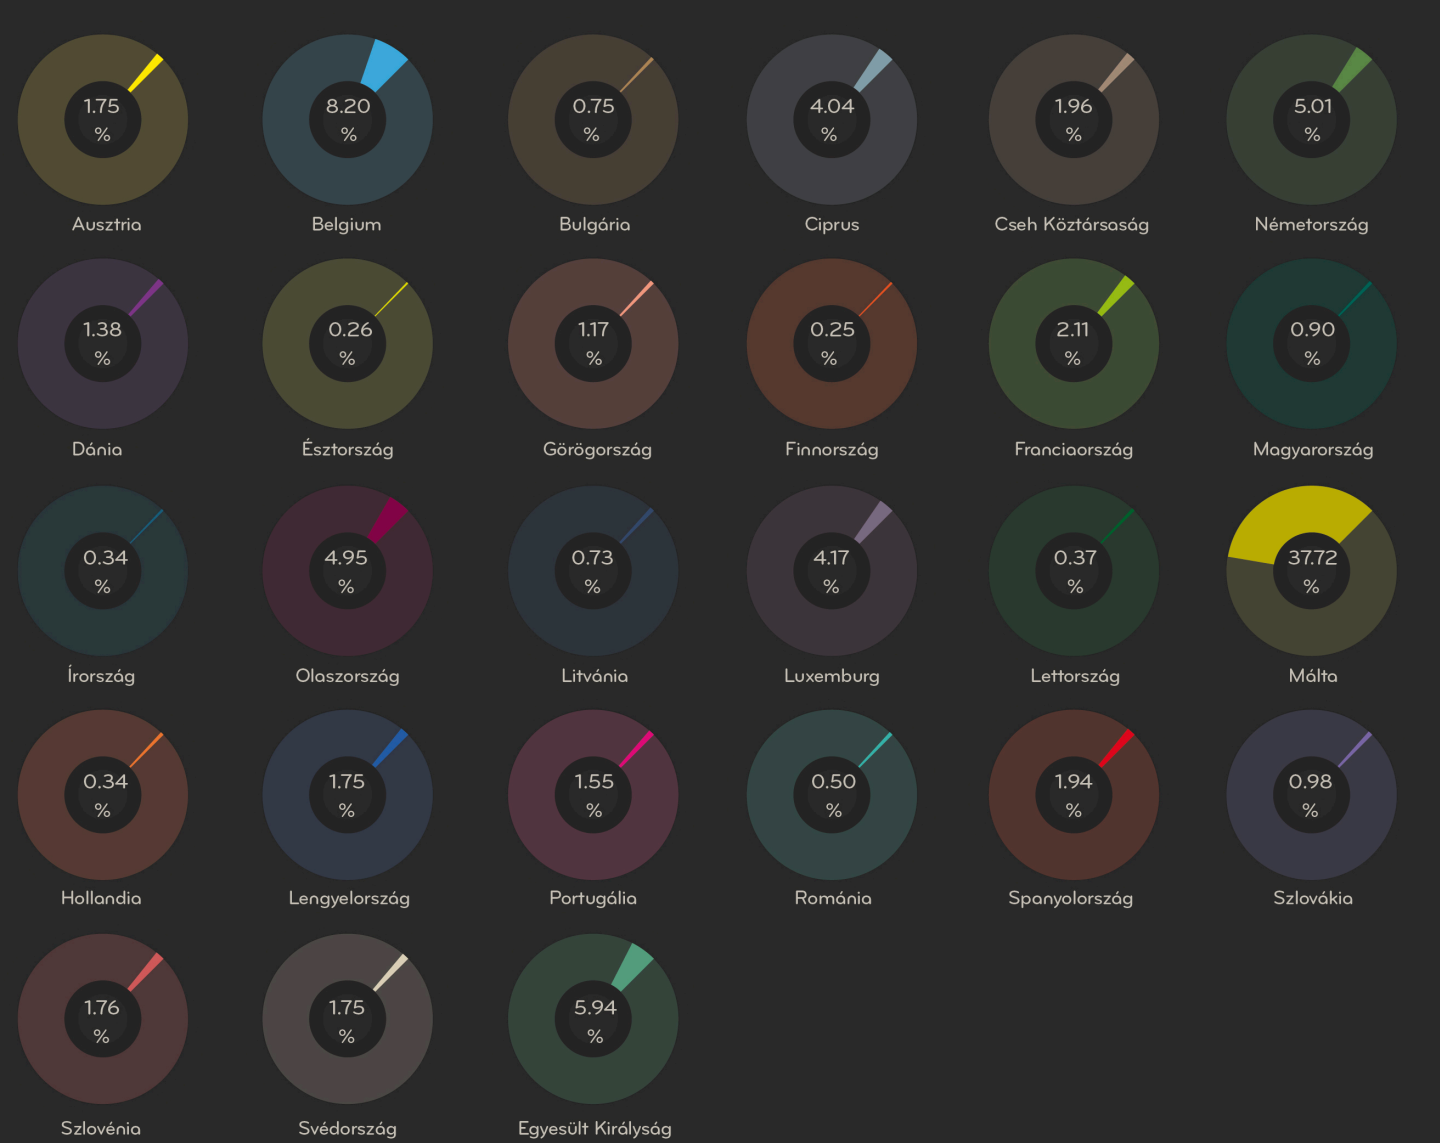 1.75
%
Ausztria
8.20
%
Belgium
0.75
%
Bulgária
4.04
%
Ciprus
1.96
%
Cseh Köztársaság
5.01
%
Németország
1.38
%
Dánia
0.26
%
Észtország
1.17
%
Görögország
0.25
%
Finnország
2.11
%
Franciaország
0.90
%
Magyarország
0.34
%
Írország
4.95
%
Olaszország
0.73
%
Litvánia
4.17
%
Luxemburg
0.37
%
Lettország
37.72
%
Málta
0.34
%
Hollandia
1.75
%
Lengyelország
1.55
%
Portugália
0.50
%
Románia
1.94
%
Spanyolország
0.98
%
Szlovákia
1.76
%
Szlovénia
1.75
%
Svédország
5.94
%
Egyesült Királyság